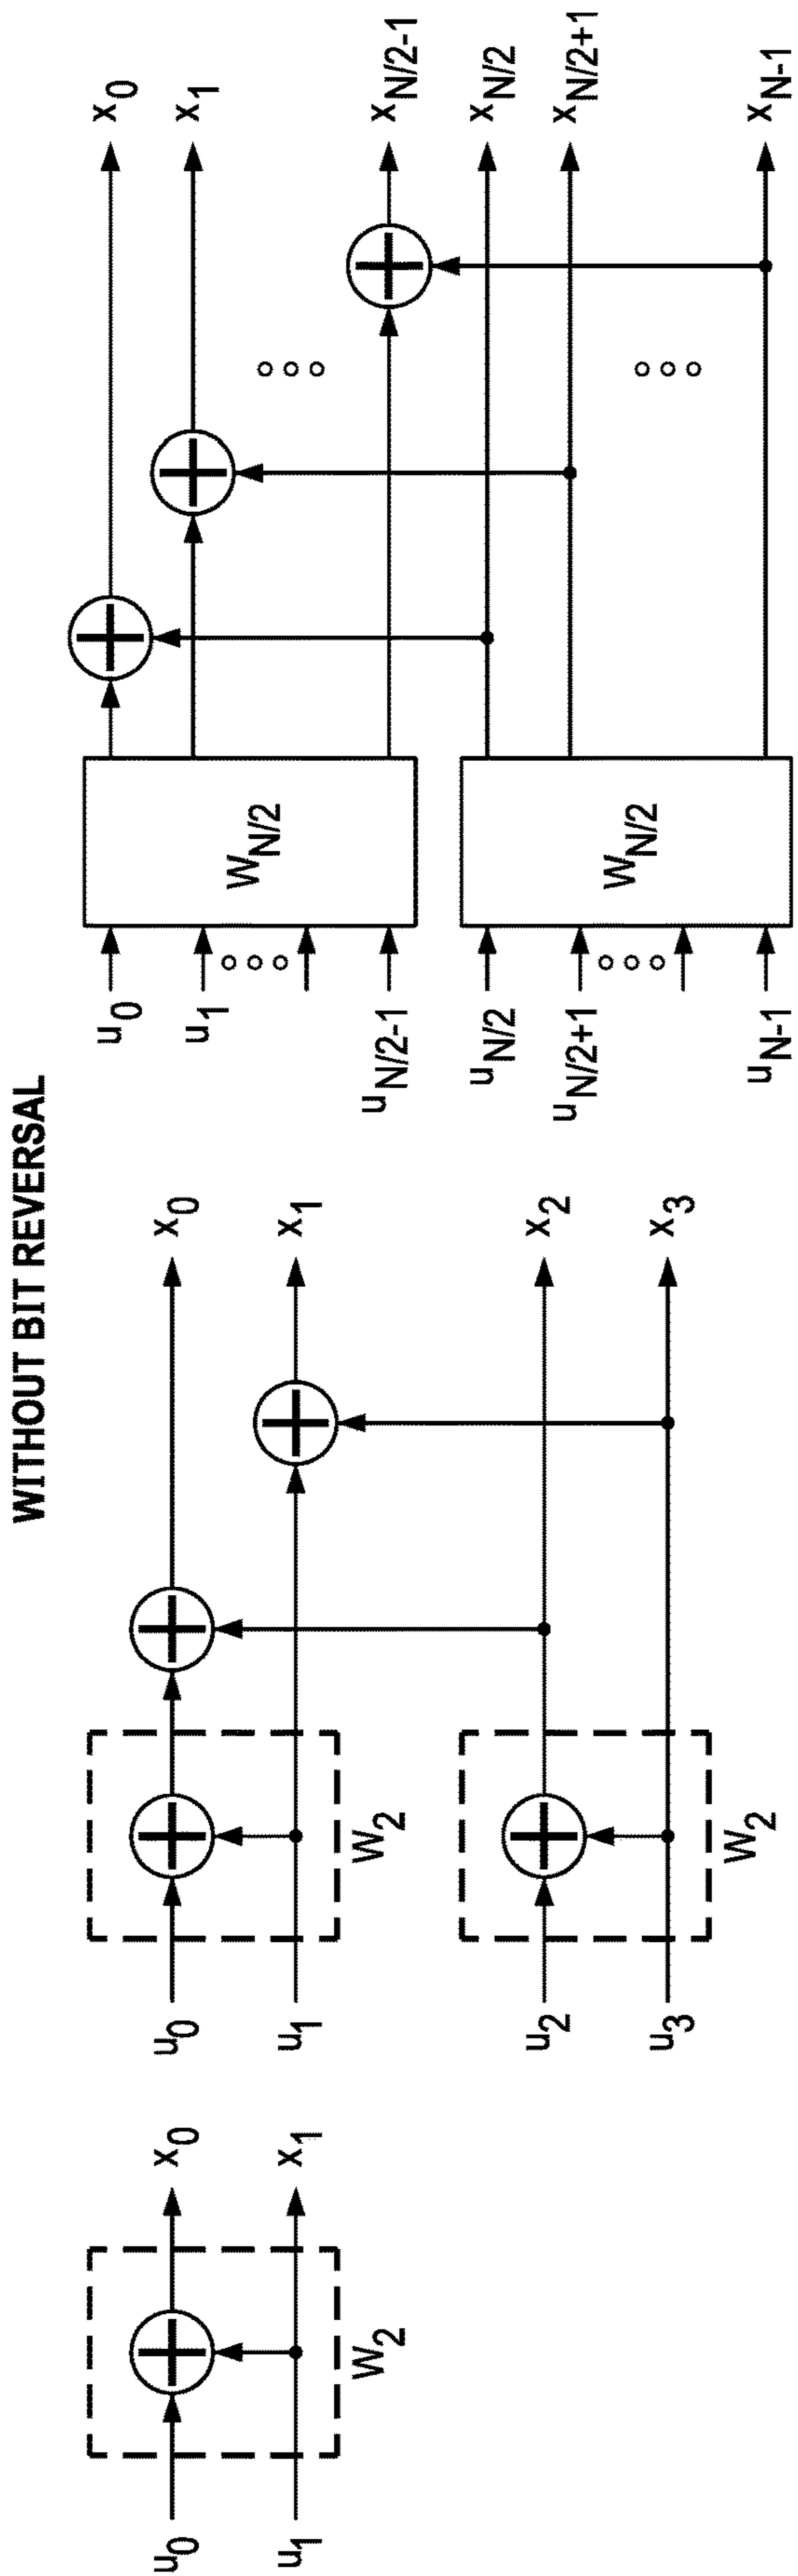 WITHOUT BIT REVERSAL
u0
u1
W2
x0
x1
u0
u1
W2
u2
u3
W2
x0
x1
x2
x3
u0
u1
uN/2-1
uN/2
uN/2+1
uN-1
WN/2
WN/2
x0
x1
xN/2-1
xN/2
xN/2+1
xN-1